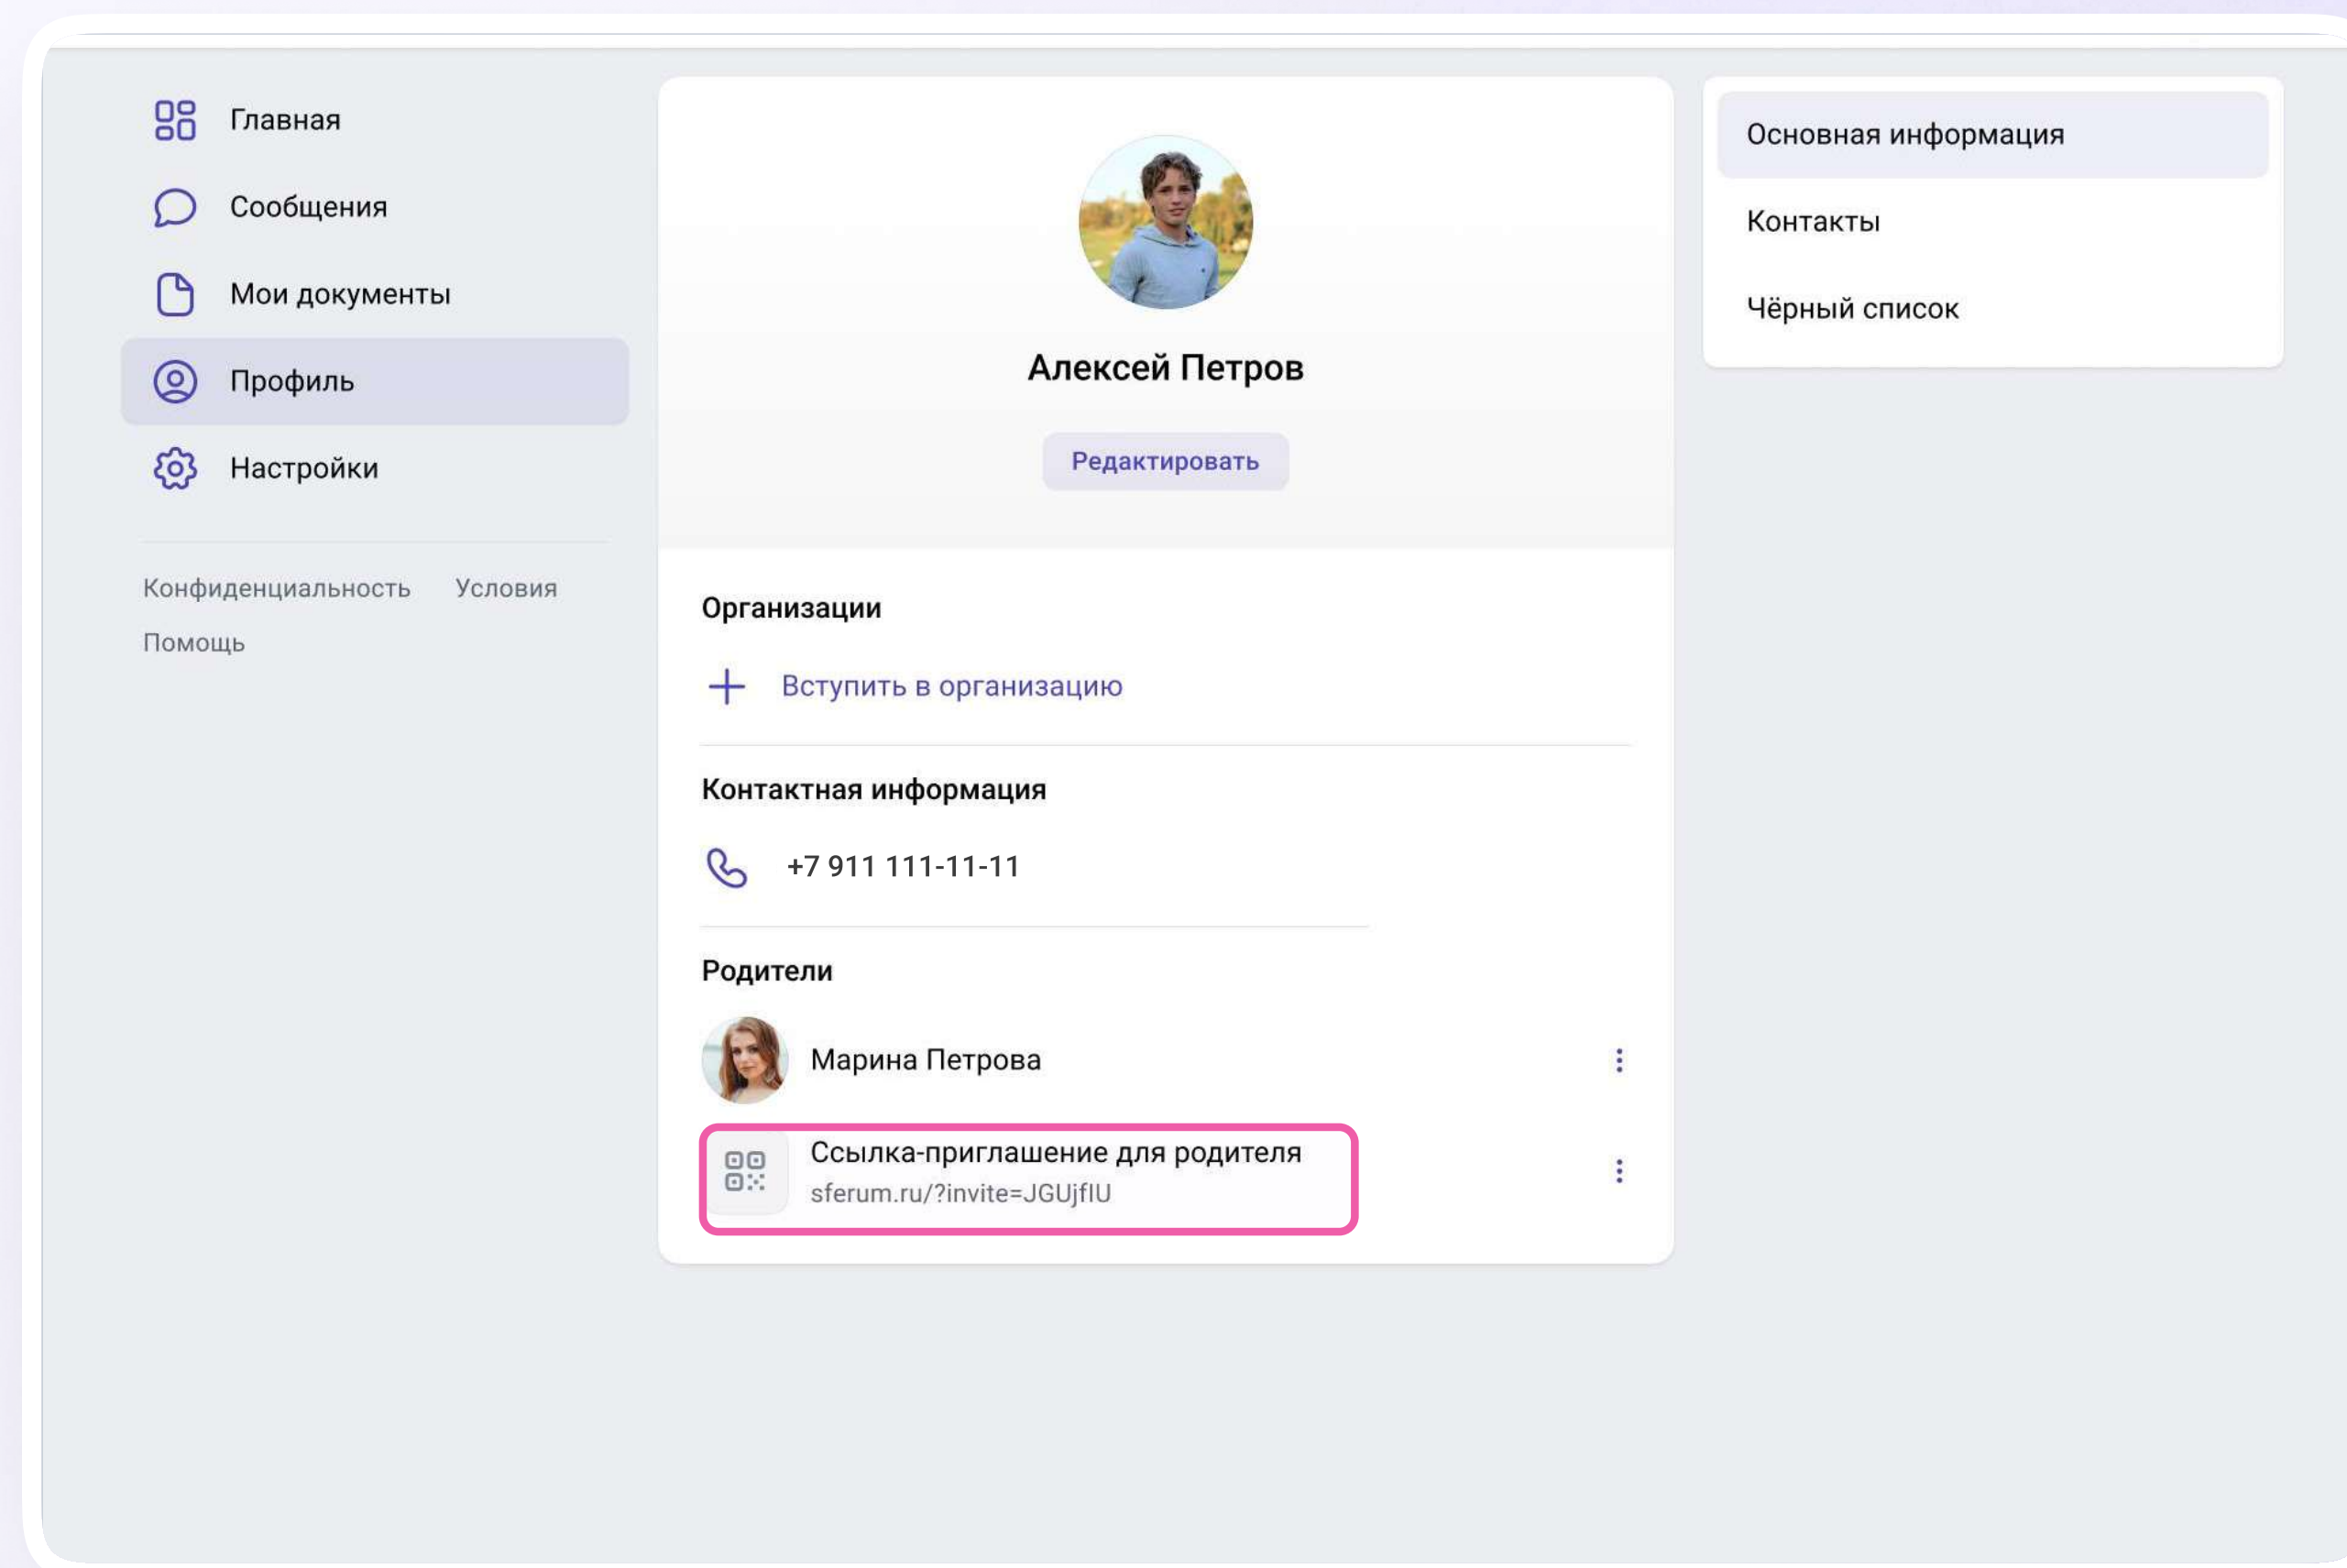 Главная
Сообщения
Мои документы
Профиль
Настройки
Конфиденциальность Условия
Помощь
Алексей Петров
Редактировать
Организации
Вступить в организацию
Контактная информация
+7 911 111-11-11
Родители
Марина Петрова
Ссылка-приглашение для родителя
sferum.ru/?invite=JGUjfIU
Основная информация
Контакты
Чёрный список